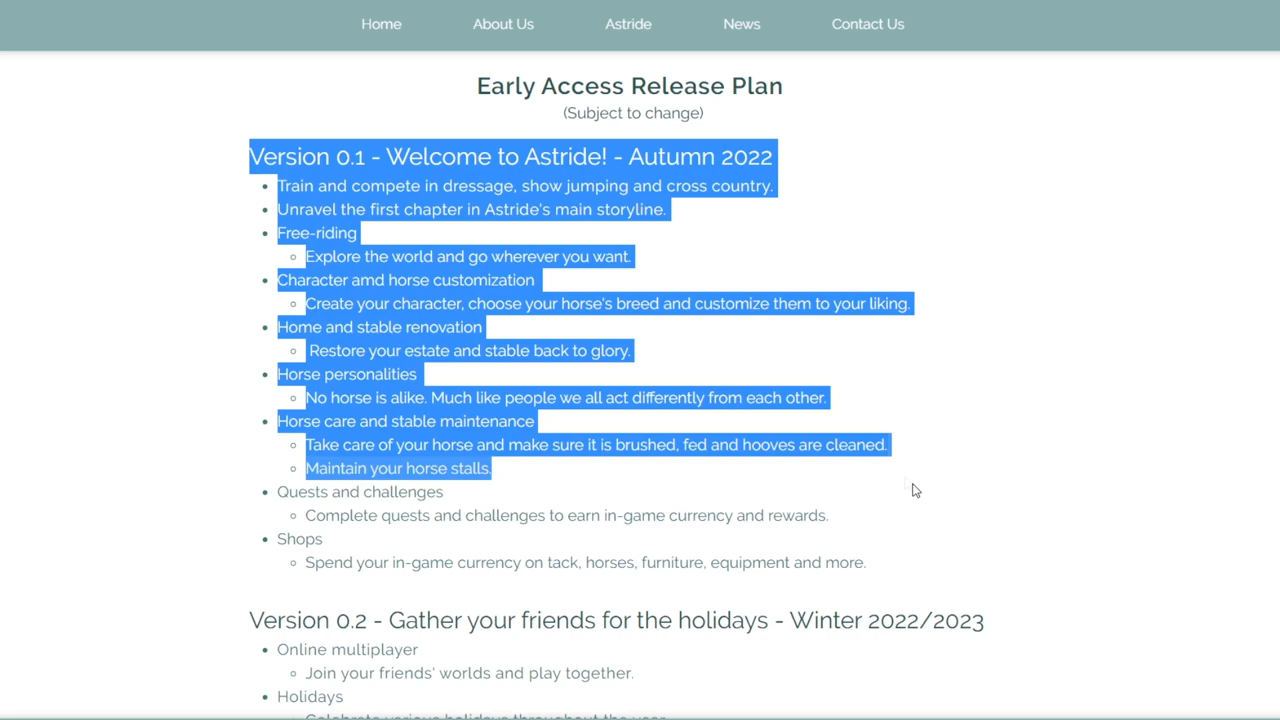 Home
About Us
Astride
News
Contact Us
Early Access Release Plan
(Subject to change)
Version 0.1 - Welcome to Astride! - Autumn 2022
Train and compete in dressage, show jumping and cross country.
Unravel the first chapter in Astride's main storyline.
Free-riding
Explore the world and go wherever you want.
Character amd horse customization
Create your character, choose your horse's breed and customize them to your liking.
Home and stable renovation
Restore your estate and stable back to glory.
Horse personalities
No horse is alike. Much like people we all act differently from each other.
Horse care and stable maintenance
Take care of your horse and make sure it is brushed, fed and hooves are cleaned.
Maintain your horse stalls.
Quests and challenges
Complete quests and challenges to earn in-game currency and rewards.
Shops
Spend your in-game currency on tack, horses, furniture, equipment and more.
Version 0.2 - Gather your friends for the holidays - Winter 2022/2023
Online multiplayer
Join your friends' worlds and play together.
Holidays
Celebrate various holidays throughout the year.